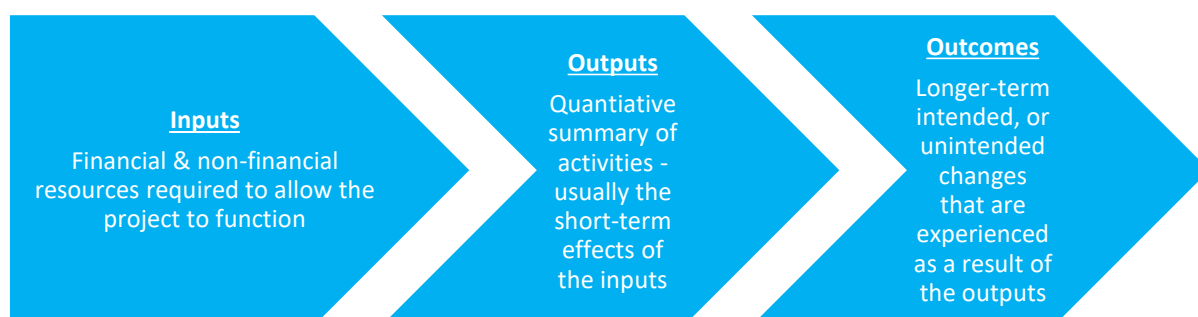 Inputs
Financial & non-financial
resources required to allow the
project to function
Outputs
Quantiative
summary of
activities -
usually the
short-term
effects of
the inputs
Outcomes
Longer-term
intended, or
unintended
changes
that are
experienced
as a result of
the outputs